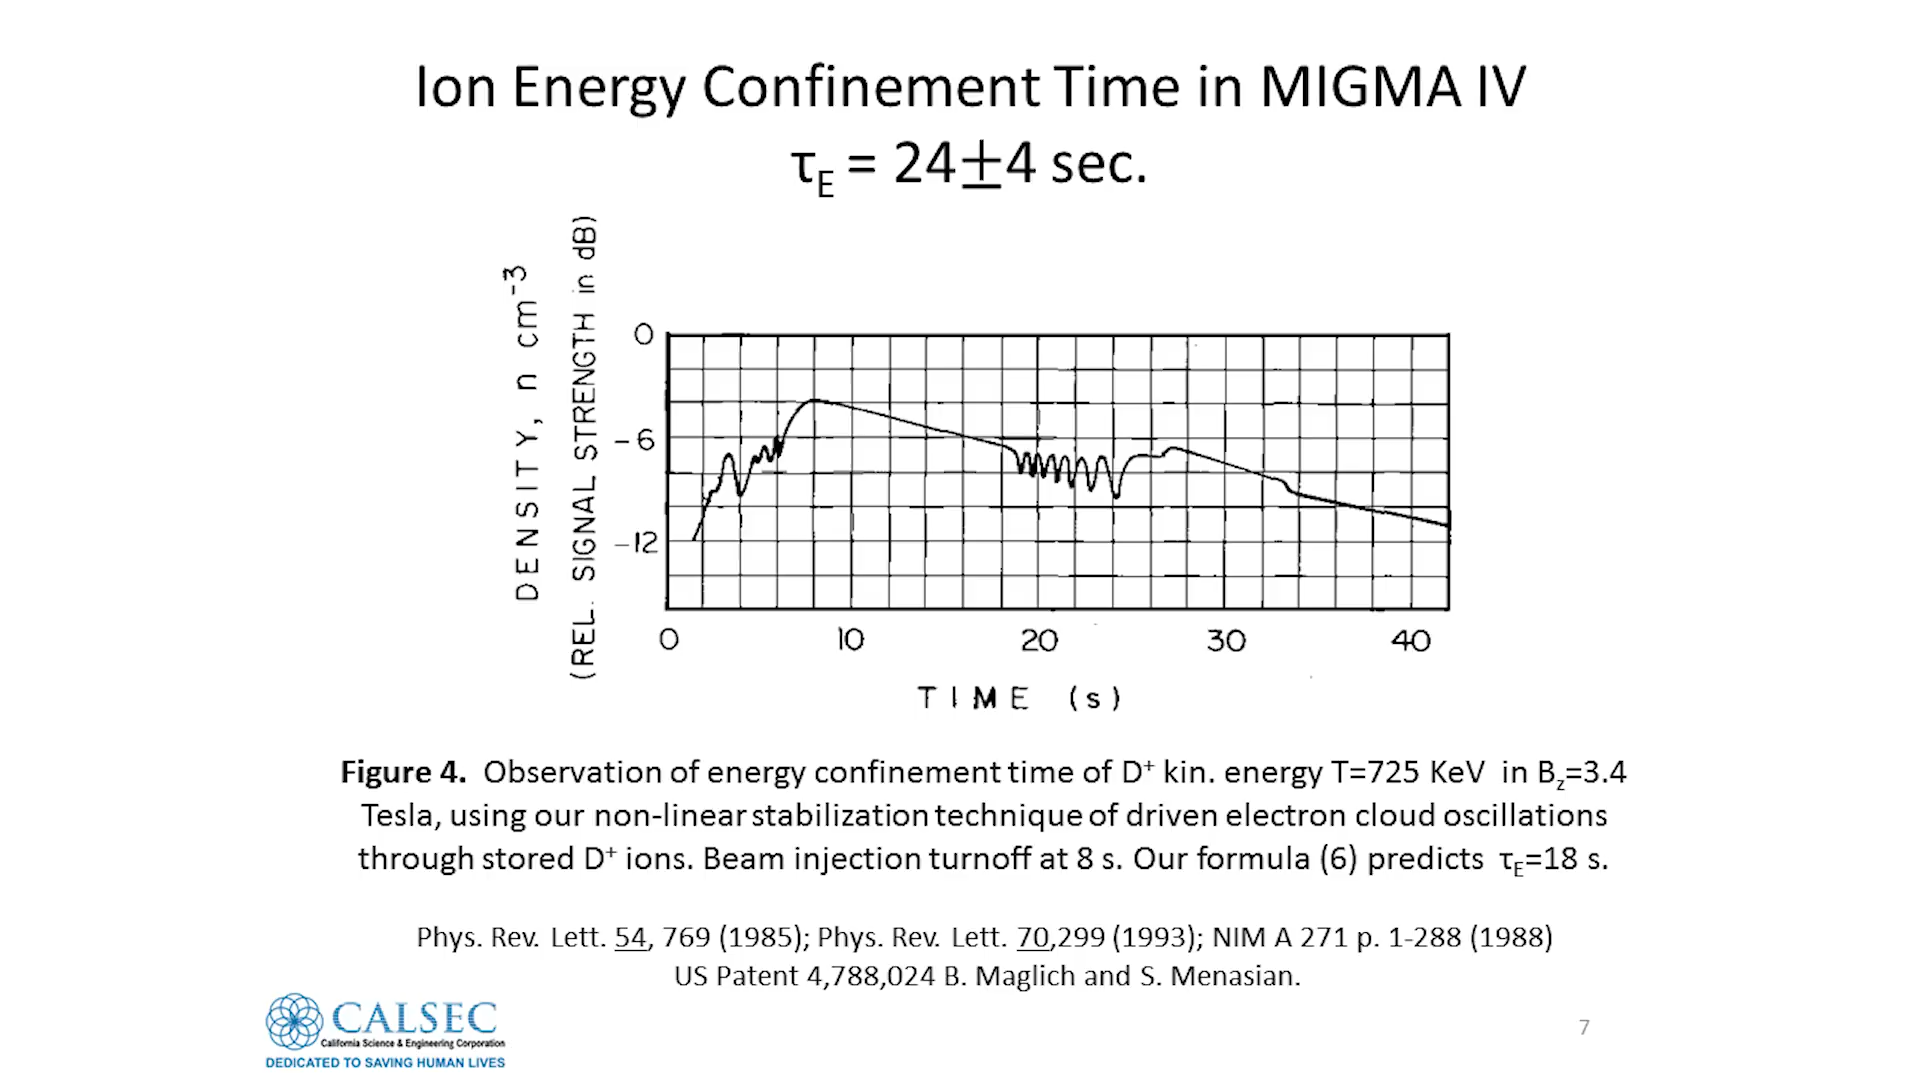 Ion Energy Confinement Time in MIGMA IV
τE = 24±4 sec.
DENSITY, n cm⁻³
(REL. SIGNAL STRENGTH in dB)
0
-6
-12
0 10 20 30 40
TIME (s)
Figure 4. Observation of energy confinement time of D⁺ kin. energy T=725 KeV in Bz=3.4
Tesla, using our non-linear stabilization technique of driven electron cloud oscillations
through stored D⁺ ions. Beam injection turnoff at 8 s. Our formula (6) predicts τE=18 s.
Phys. Rev. Lett. 54, 769 (1985); Phys. Rev. Lett. 70,299 (1993); NIM A 271 p. 1-288 (1988)
US Patent 4,788,024 B. Maglich and S. Menasian.
CALSEC
California Science & Engineering Corporation
DEDICATED TO SAVING HUMAN LIVES
7